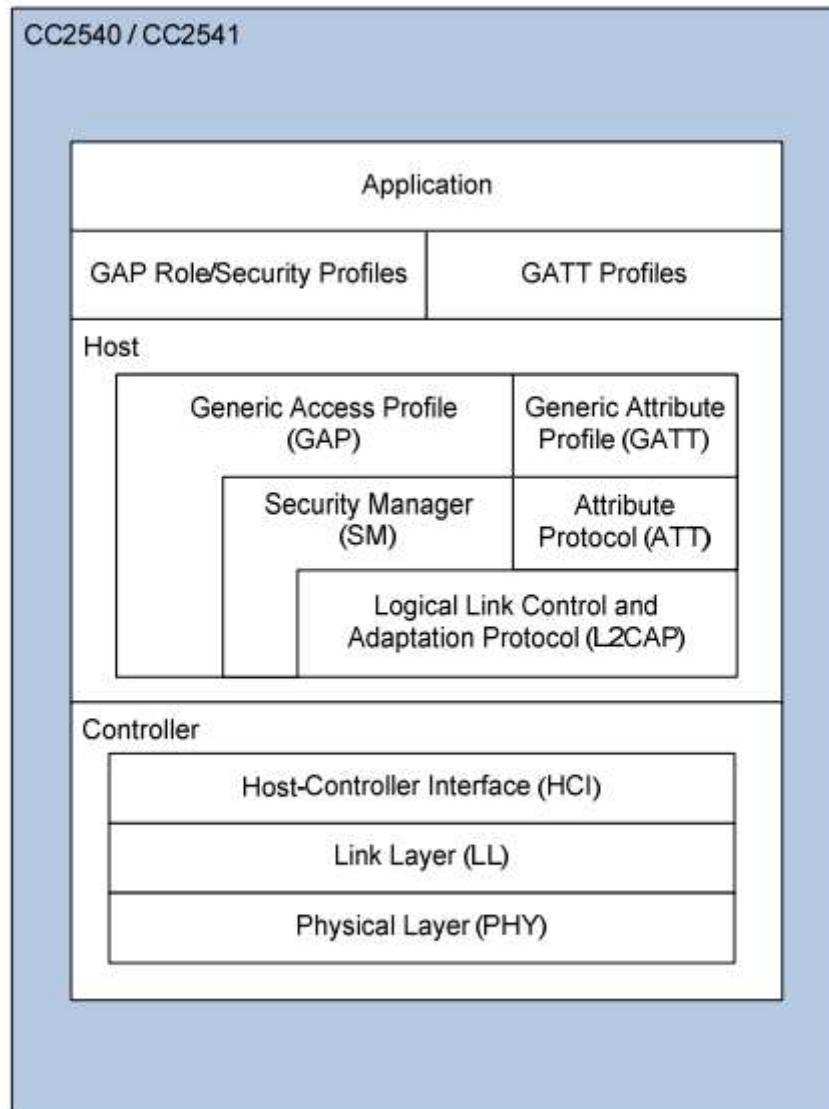 CC2540 / CC2541
Application
GAP Role/Security Profiles
GATT Profiles
Host
Generic Access Profile
(GAP)
Generic Attribute
Profile (GATT)
Security Manager
(SM)
Attribute
Protocol (ATT)
Logical Link Control and
Adaptation Protocol (L2CAP)
Controller
Host-Controller Interface (HCI)
Link Layer (LL)
Physical Layer (PHY)